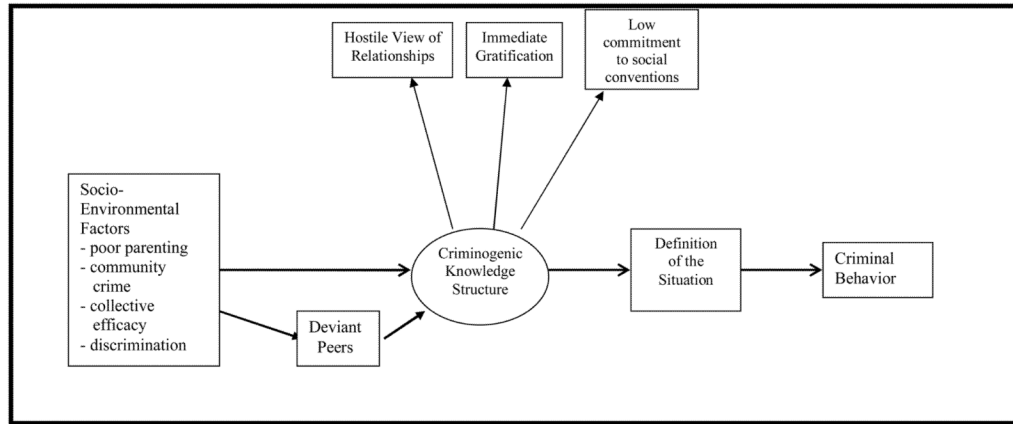 Hostile View of
Relationships
Immediate
Gratification
Low
commitment
to social
conventions
Socio-
Environmental
Factors
- poor parenting
- community
crime
- collective
efficacy
- discrimination
Deviant
Peers
Criminogenic
Knowledge
Structure
Definition
of the
Situation
Criminal
Behavior